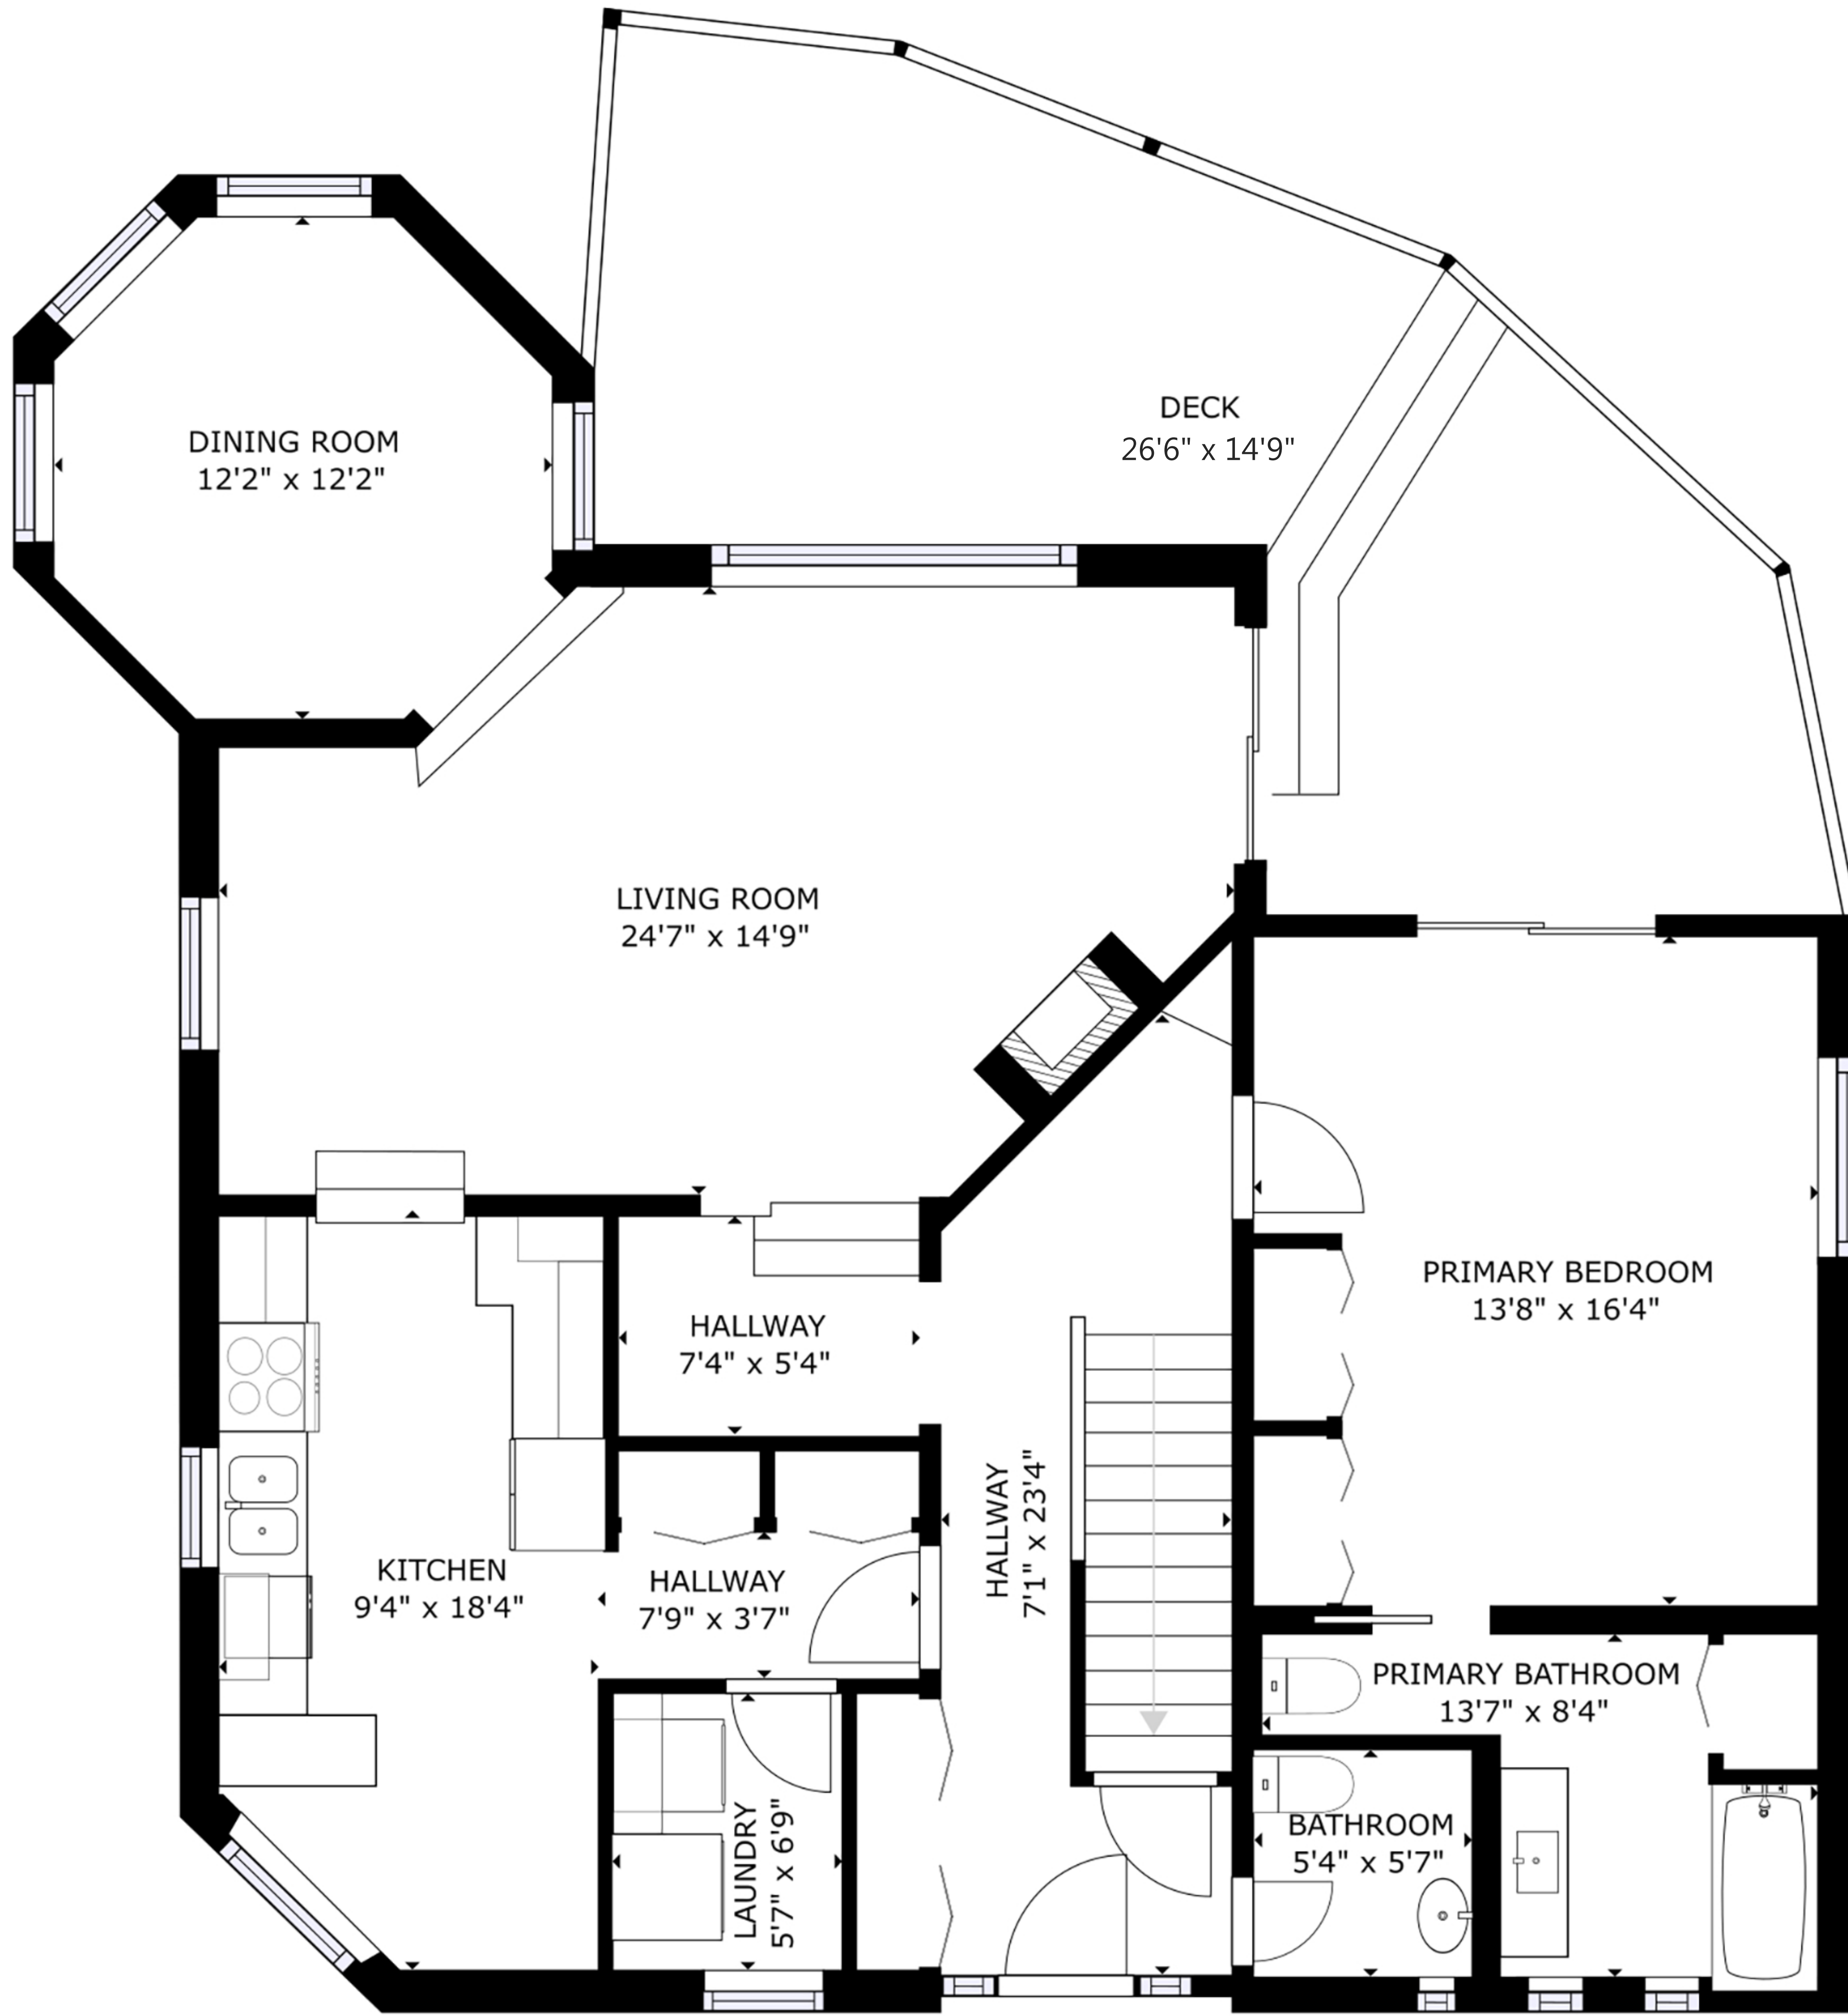 DECK
26'6" x 14'9"
DINING ROOM
12'2" x 12'2"
LIVING ROOM
24'7" x 14'9"
PRIMARY BEDROOM
13'8" x 16'4"
HALLWAY
7'4" x 5'4"
HALLWAY
7'1" x 23'4"
KITCHEN
9'4" x 18'4"
HALLWAY
7'9" x 3'7"
PRIMARY BATHROOM
13'7" x 8'4"
LAUNDRY
5'7" x 6'9"
BATHROOM
5'4" x 5'7"